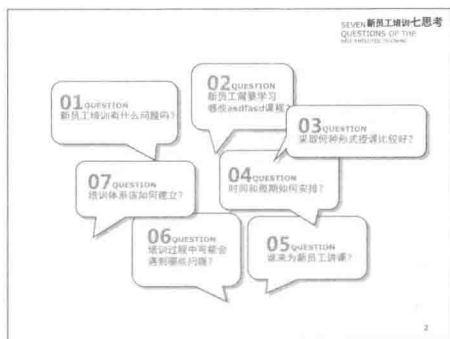 SEVEN 新员工培训七思考
QUESTIONS OF THE
NEW EMPLOYEE TRAINING
01 QUESTION
新员工培训有什么问题吗?
02 QUESTION
新员工需要学习
哪些asdfasd课程?
03 QUESTION
采取何种形式授课比较好?
04 QUESTION
时间和周期如何安排?
05 QUESTION
谁来为新员工讲课?
06 QUESTION
培训过程中可能会
遇到哪些问题?
07 QUESTION
培训体系该如何建立?
2